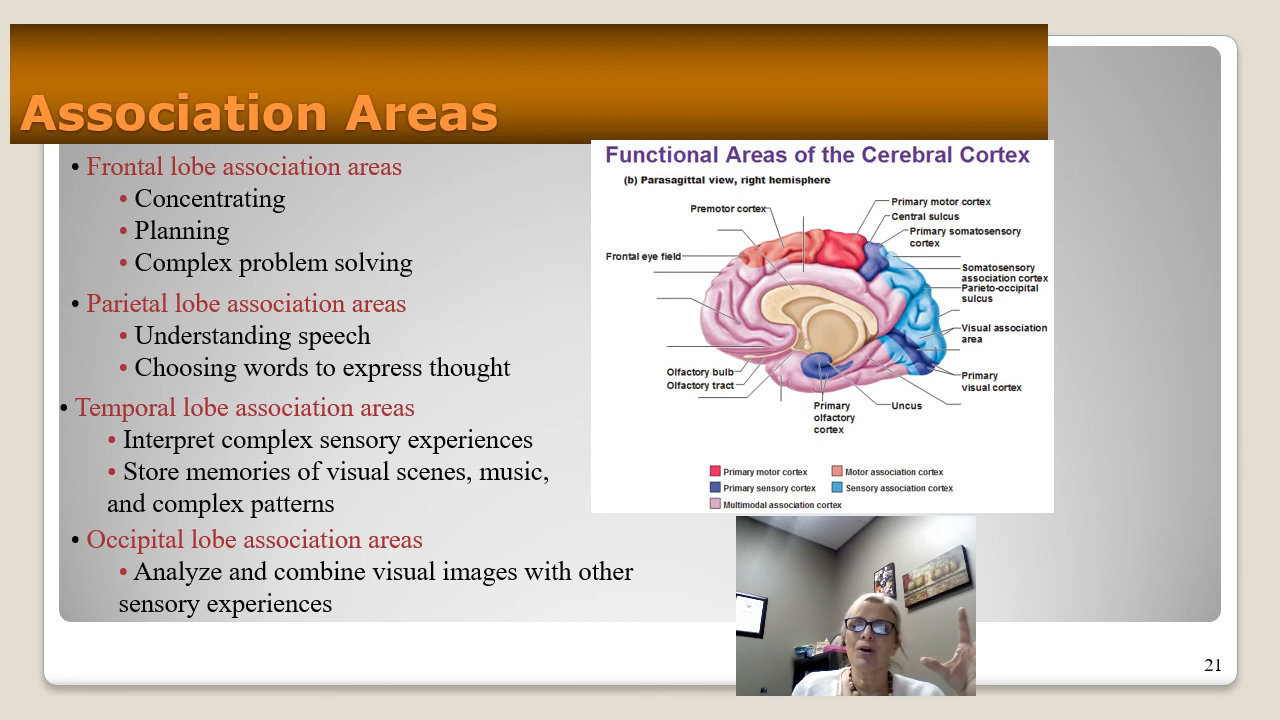 Association Areas
• Frontal lobe association areas
• Concentrating
• Planning
• Complex problem solving
• Parietal lobe association areas
• Understanding speech
• Choosing words to express thought
• Temporal lobe association areas
• Interpret complex sensory experiences
• Store memories of visual scenes, music,
and complex patterns
• Occipital lobe association areas
• Analyze and combine visual images with other
sensory experiences
Functional Areas of the Cerebral Cortex
(b) Parasagittal view, right hemisphere
Premotor cortex
Frontal eye field
Olfactory bulb
Olfactory tract
Primary motor cortex
Central sulcus
Primary somatosensory
cortex
Somatosensory
association cortex
Parieto-occipital
sulcus
Visual association
area
Primary
visual cortex
Uncus
Primary
olfactory
cortex
Primary motor cortex
Motor association cortex
Primary sensory cortex
Sensory association cortex
Multimodal association cortex
21